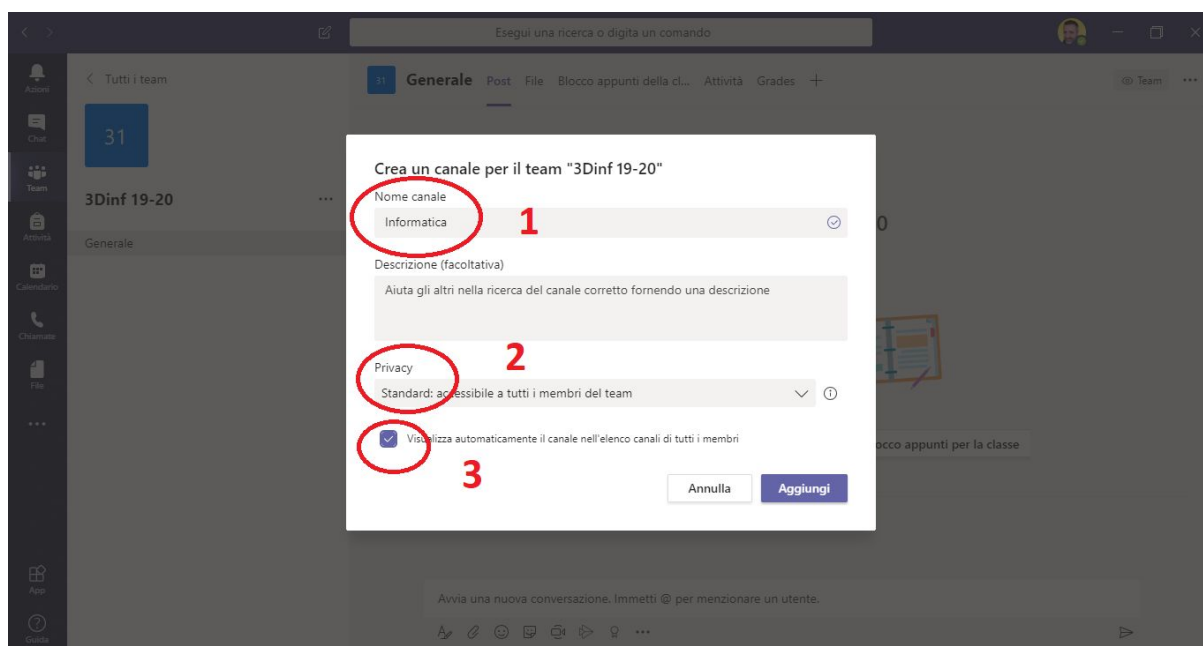 Esegui una ricerca o digita un comando
Azioni
Chat
Team
Attività
Calendario
Chiamate
File
App
Guida
Tutti i team
31
3Dinf 19-20
Generale
31 Generale Post File Blocco appunti della cl... Attività Grades
Team
Crea un canale per il team "3Dinf 19-20"
Nome canale
Informatica
1
Descrizione (facoltativa)
Aiuta gli altri nella ricerca del canale corretto fornendo una descrizione
2
Privacy
Standard: accessibile a tutti i membri del team
Visualizza automaticamente il canale nell'elenco canali di tutti i membri
3
Annulla Aggiungi
0
occo appunti per la classe
Avvia una nuova conversazione. Immetti @ per menzionare un utente.